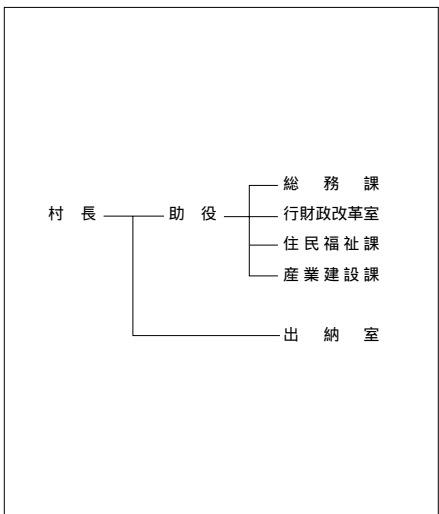 総務課
村長 助役 行財政改革室
住民福祉課
産業建設課
出納室